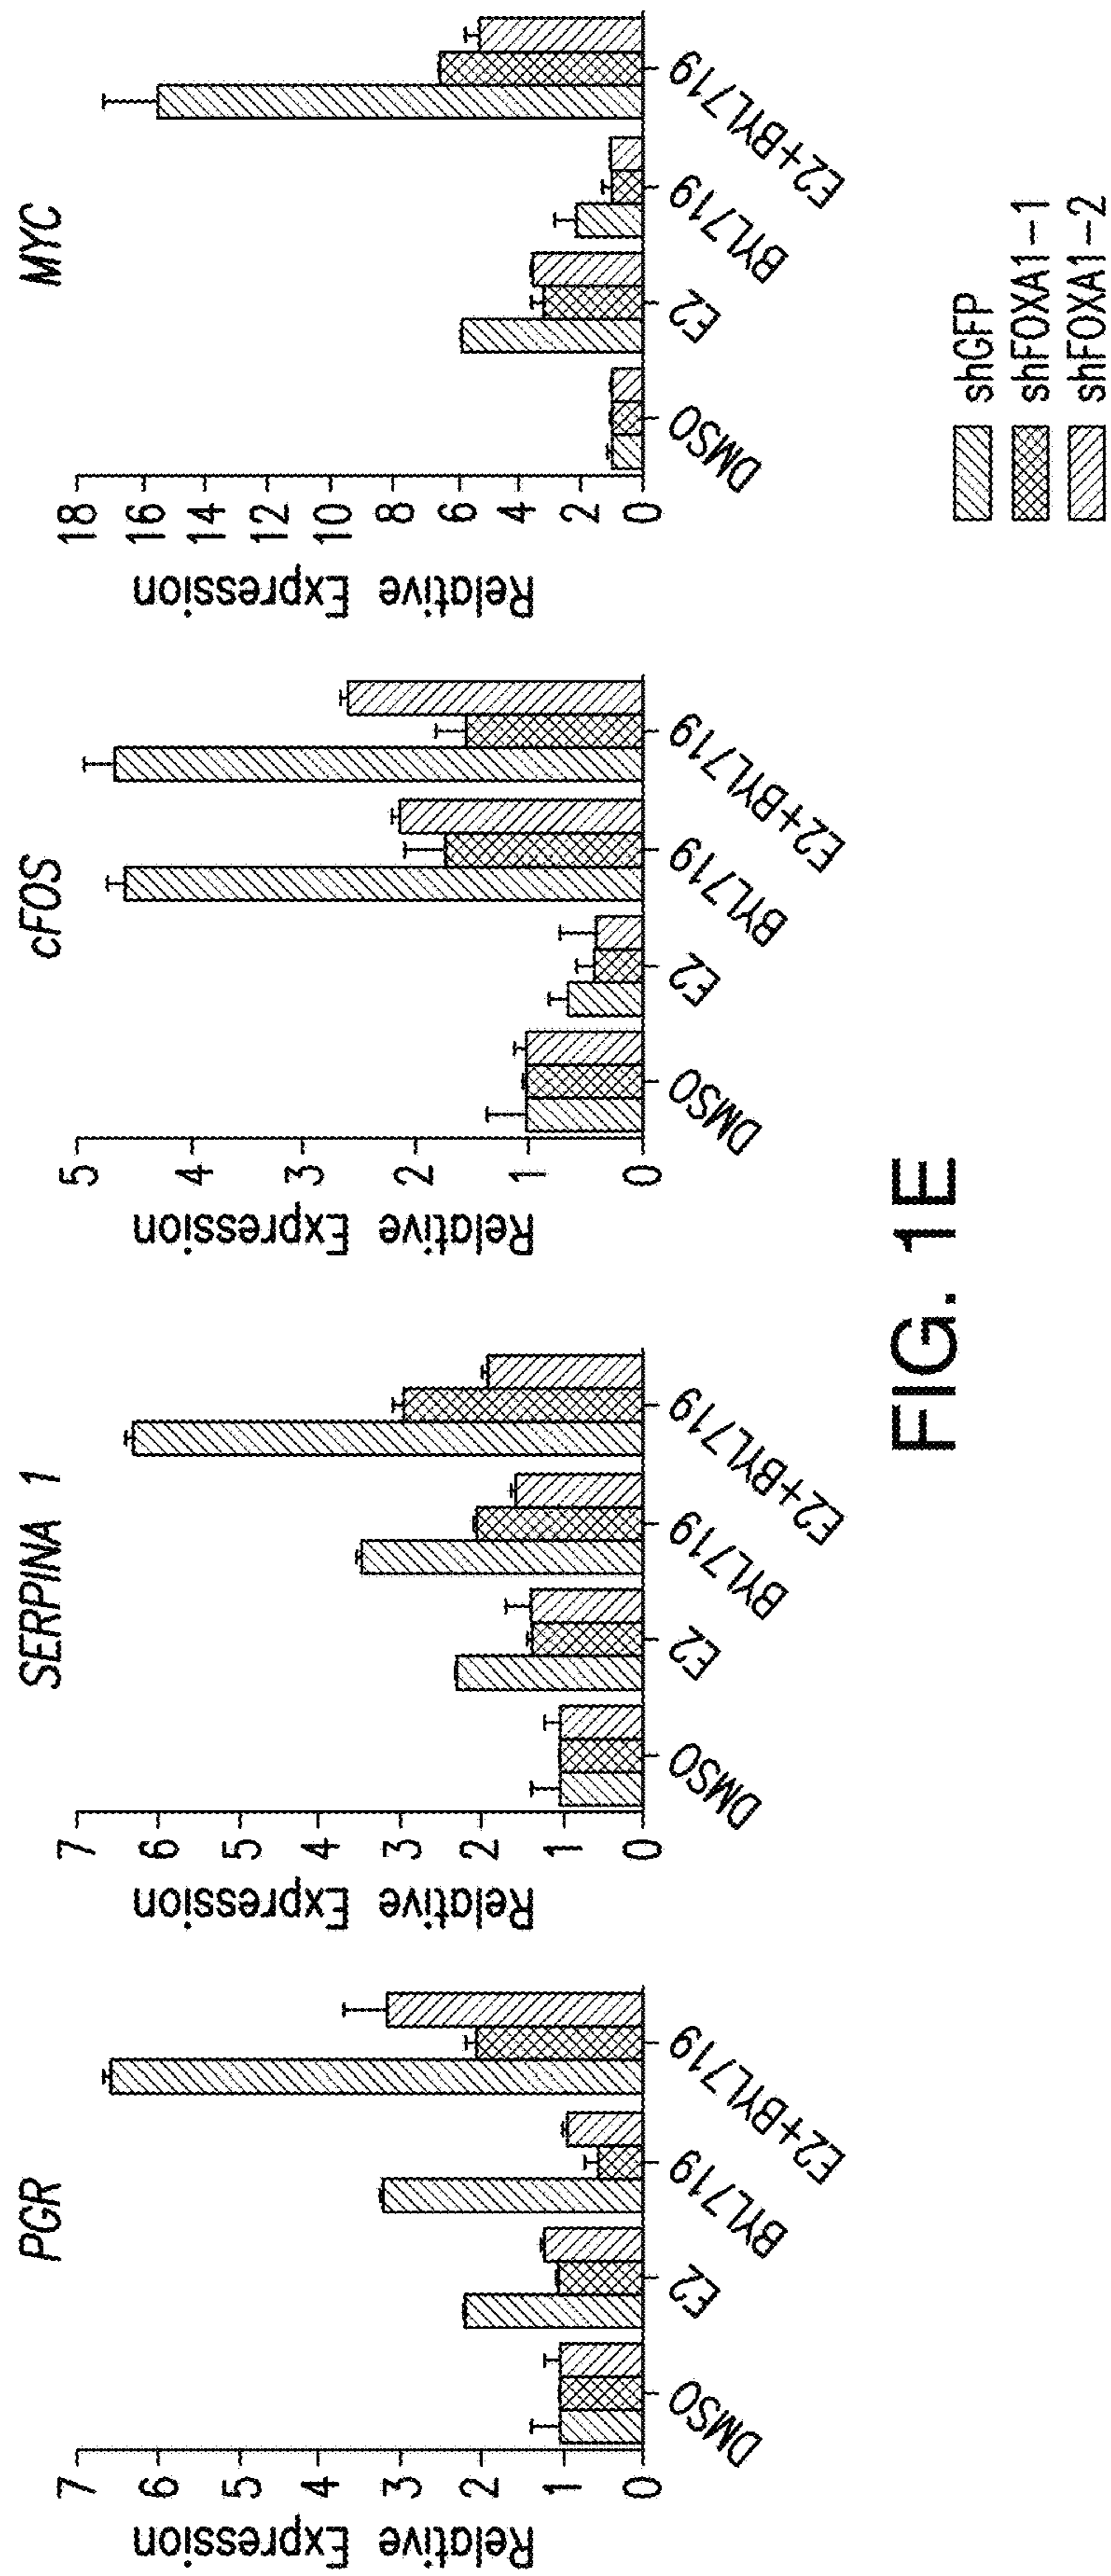 PGR
Relative Expression
7
6
5
4
3
2
1
0
DMSO
E2
BYL719
E2+BYL719
SERPINA 1
Relative Expression
7
6
5
4
3
2
1
0
DMSO
E2
BYL719
E2+BYL719
cFOS
Relative Expression
5
4
3
2
1
0
DMSO
E2
BYL719
E2+BYL719
MYC
Relative Expression
18
16
14
12
10
8
6
4
2
0
DMSO
E2
BYL719
E2+BYL719
shGFP
shFOXA1-1
shFOXA1-2
FIG. 1E